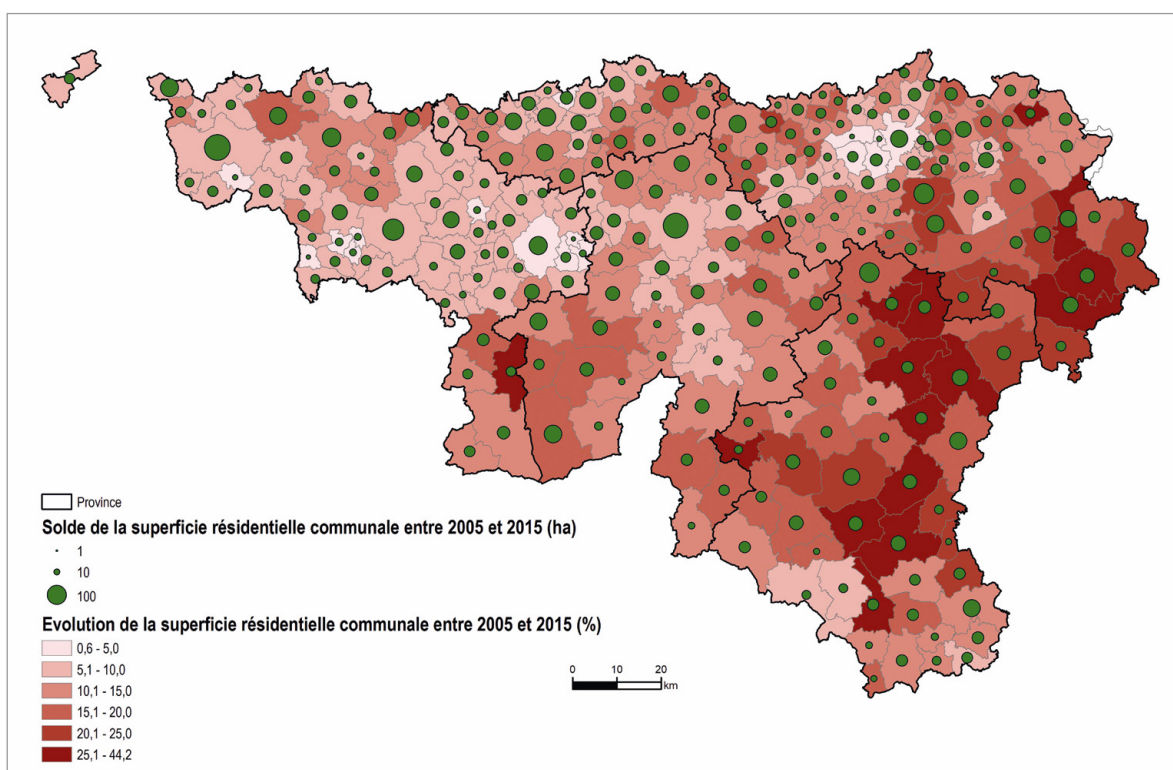 Province
Solde de la superficie résidentielle communale entre 2005 et 2015 (ha)
1
10
100
Evolution de la superficie résidentielle communale entre 2005 et 2015 (%)
0,6 - 5,0
5,1 - 10,0
10,1 - 15,0
15,1 - 20,0
20,1 - 25,0
25,1 - 44,2
0 10 20
km